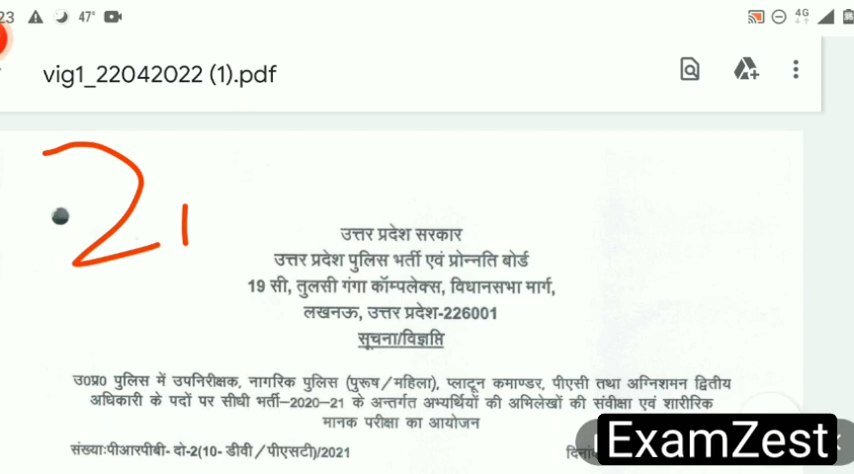 23 47° 4G
vig1_22042022 (1).pdf
21
उत्तर प्रदेश सरकार
उत्तर प्रदेश पुलिस भर्ती एवं प्रोन्नति बोर्ड
19 सी, तुलसी गंगा कॉम्पलेक्स, विधानसभा मार्ग,
लखनऊ, उत्तर प्रदेश-226001
सूचना/विज्ञप्ति
उ0प्र0 पुलिस में उपनिरीक्षक, नागरिक पुलिस (पुरूष/महिला), प्लाटून कमाण्डर, पीएसी तथा अग्निशमन द्वितीय
अधिकारी के पदों पर सीधी भर्ती–2020–21 के अन्तर्गत अभ्यर्थियों की अभिलेखों की संवीक्षा एवं शारीरिक
मानक परीक्षा का आयोजन
संख्याःपीआरपीबी- दो-2(10- डीवी/पीएसटी)/2021
ExamZest